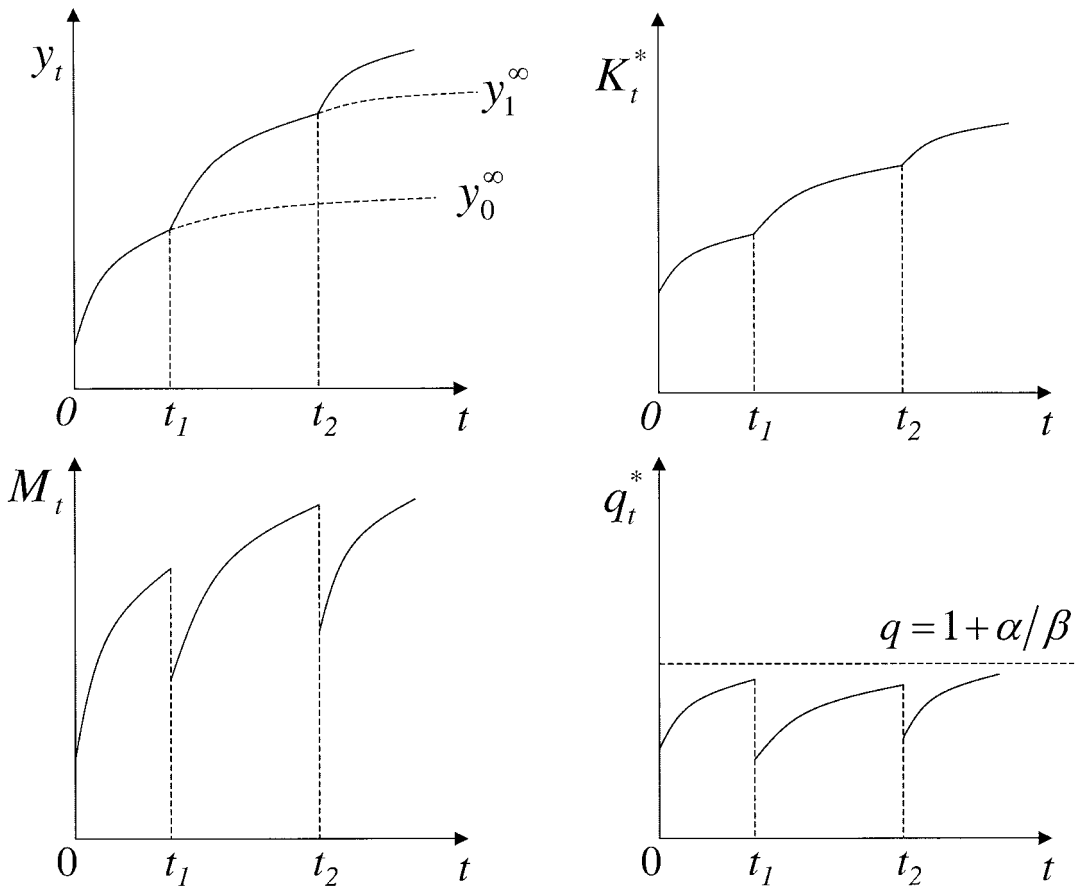 y_t
y_1^∞
y_0^∞
0 t_1 t_2 t
K_t^*
0 t_1 t_2 t
M_t
0 t_1 t_2 t
q_t^*
q = 1 + α/β
0 t_1 t_2 t